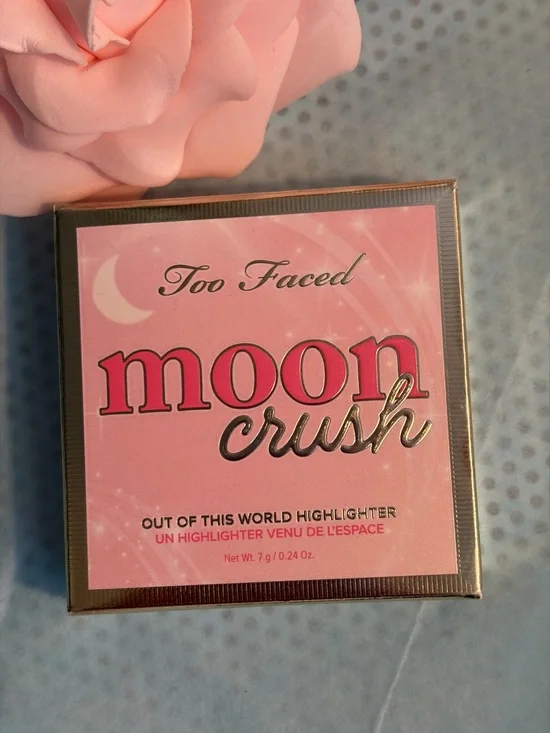 Too Faced
moon
crush
OUT OF THIS WORLD HIGHLIGHTER
UN HIGHLIGHTER VENU DE L'ESPACE
Net Wt. 7 g / 0.24 Oz.